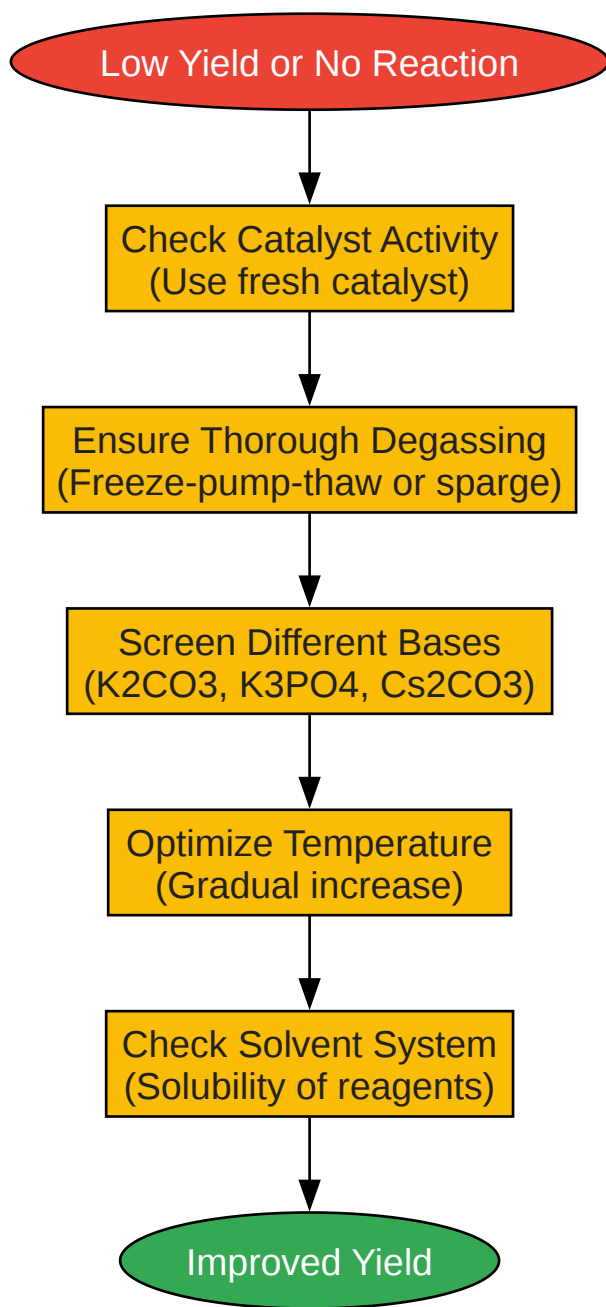 Low Yield or No Reaction
Check Catalyst Activity
(Use fresh catalyst)
Ensure Thorough Degassing
(Freeze-pump-thaw or sparge)
Screen Different Bases
(K2CO3, K3PO4, Cs2CO3)
Optimize Temperature
(Gradual increase)
Check Solvent System
(Solubility of reagents)
Improved Yield